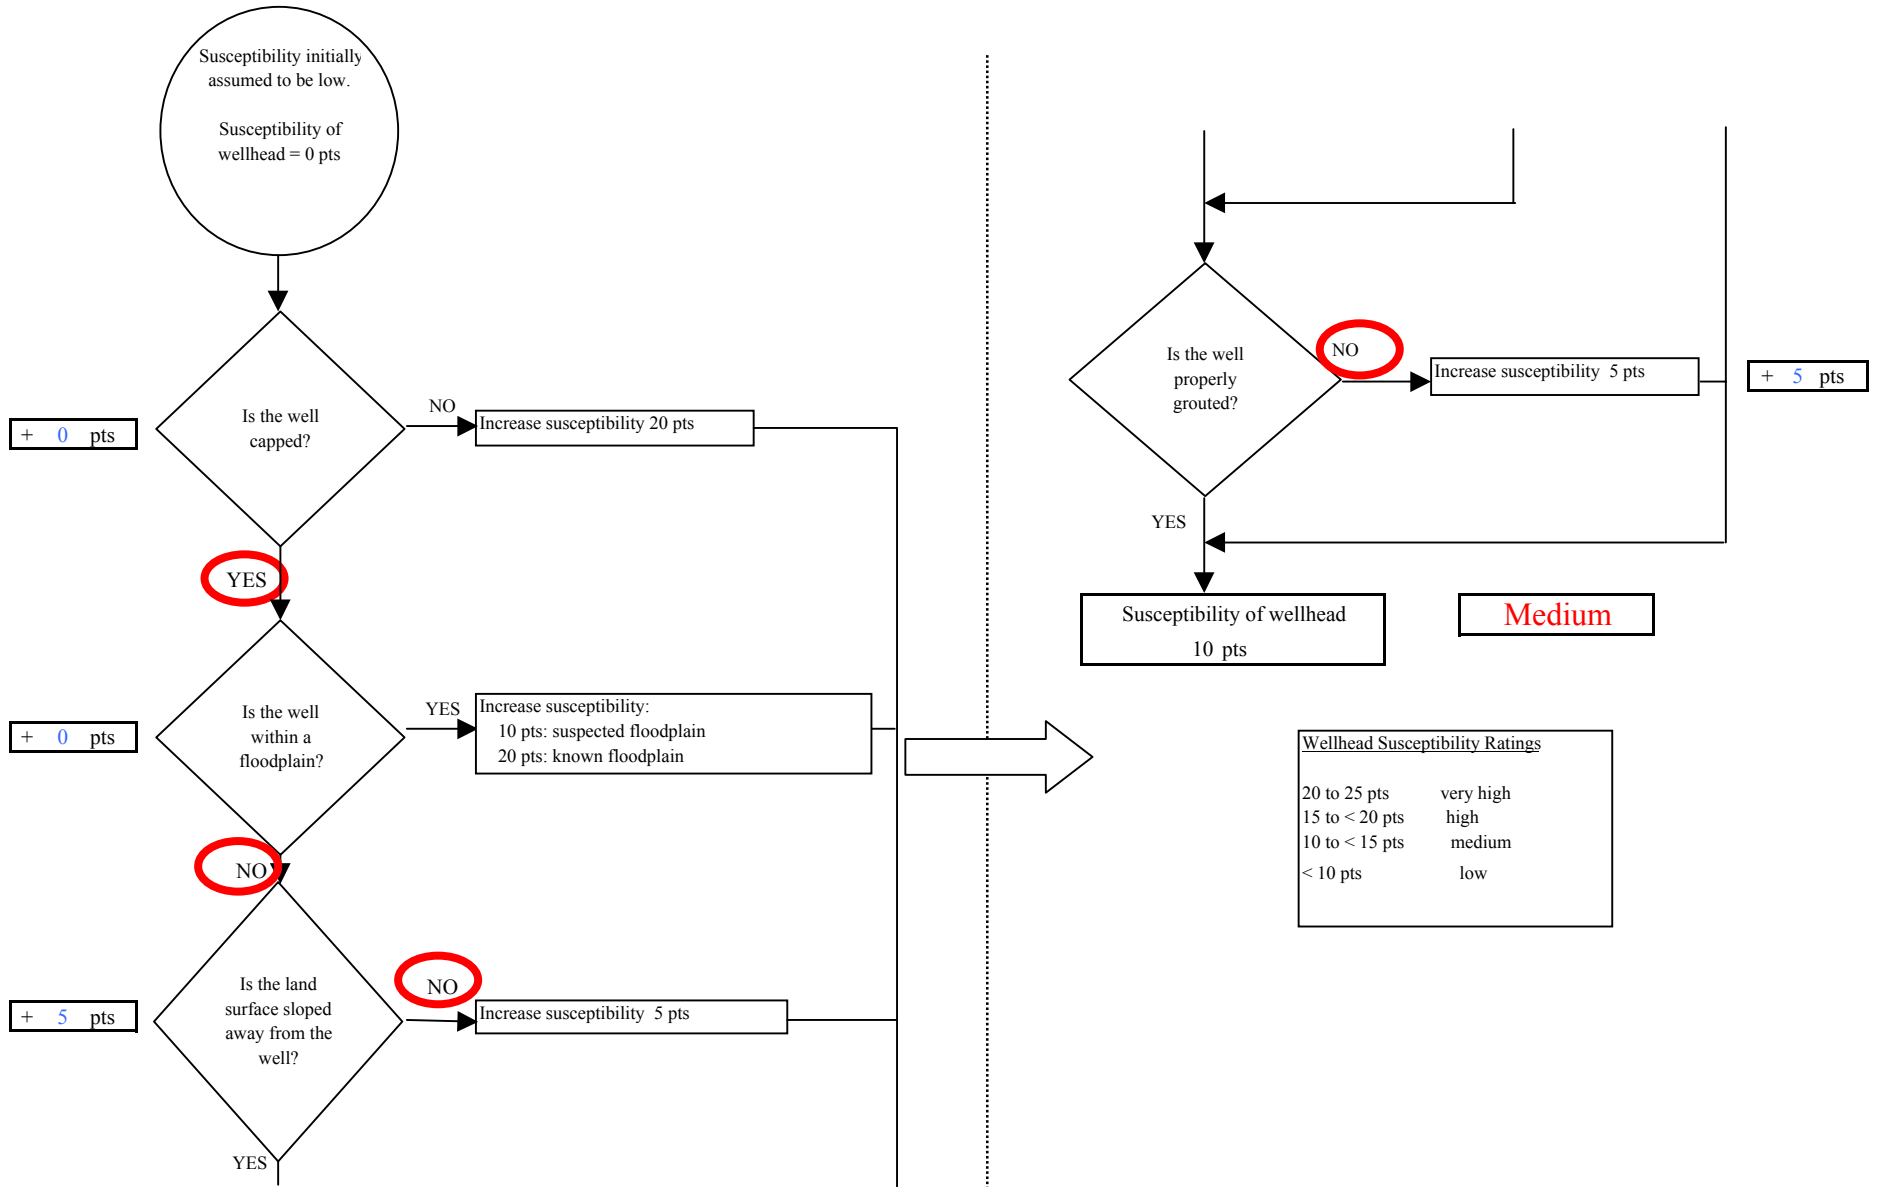 Susceptibility initially
assumed to be low.
Susceptibility of
wellhead = 0 pts
Is the well
capped?
NO
Increase susceptibility 20 pts
+ 0 pts
YES
Is the well
within a
floodplain?
YES
Increase susceptibility:
10 pts: suspected floodplain
20 pts: known floodplain
+ 0 pts
NO
Is the land
surface sloped
away from the
well?
NO
Increase susceptibility 5 pts
+ 5 pts
YES
Is the well
properly
grouted?
NO
Increase susceptibility 5 pts
+ 5 pts
YES
Susceptibility of wellhead
10 pts
Medium
Wellhead Susceptibility Ratings
20 to 25 pts very high
15 to < 20 pts high
10 to < 15 pts medium
< 10 pts low